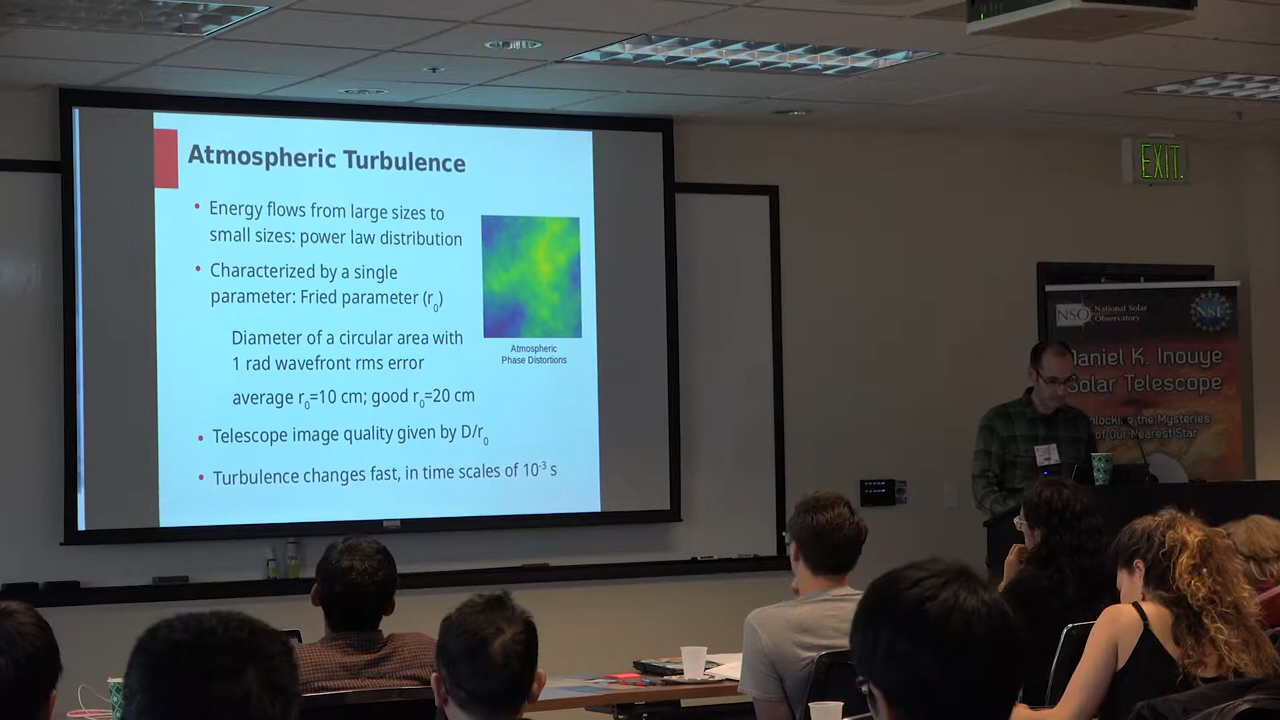 Atmospheric Turbulence
• Energy flows from large sizes to
small sizes: power law distribution
• Characterized by a single
parameter: Fried parameter (r0)
Diameter of a circular area with
1 rad wavefront rms error
average r0=10 cm; good r0=20 cm
• Telescope image quality given by D/r0
• Turbulence changes fast, in time scales of 10-3 s
Atmospheric
Phase Distortions
EXIT
NSO National Solar
Observatory
NSF
Daniel K. Inouye
Solar Telescope
the Mysteries
of Our Nearest Star